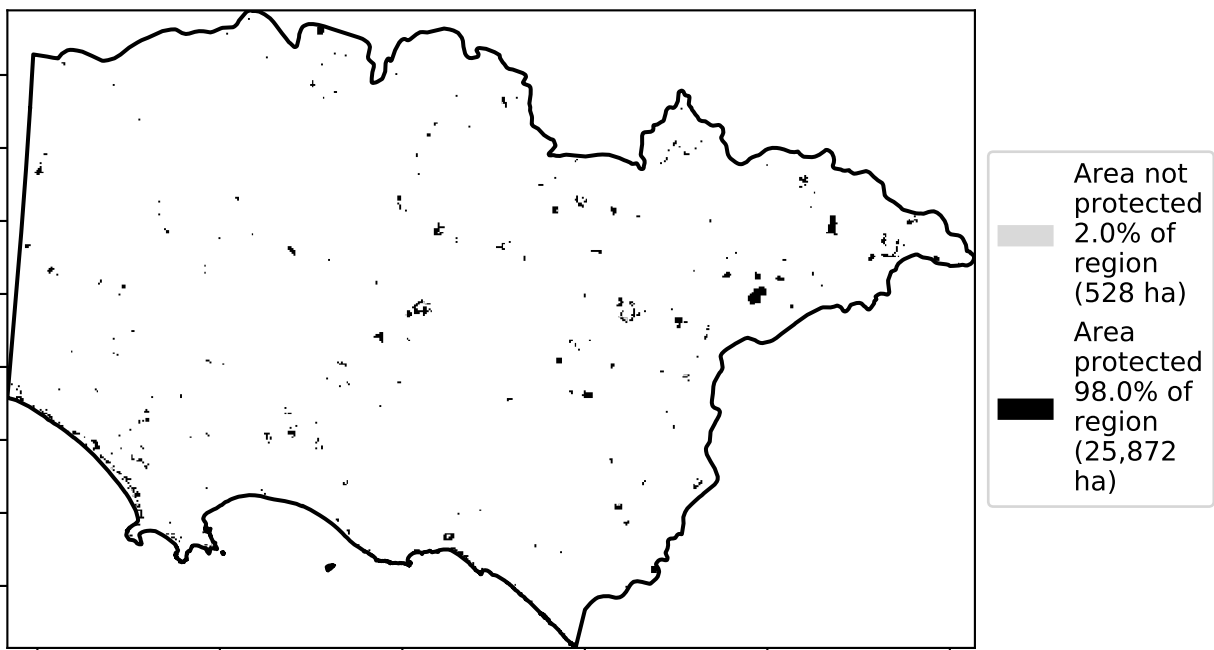 Area not
protected
2.0% of
region
(528 ha)
Area
protected
98.0% of
region
(25,872
ha)